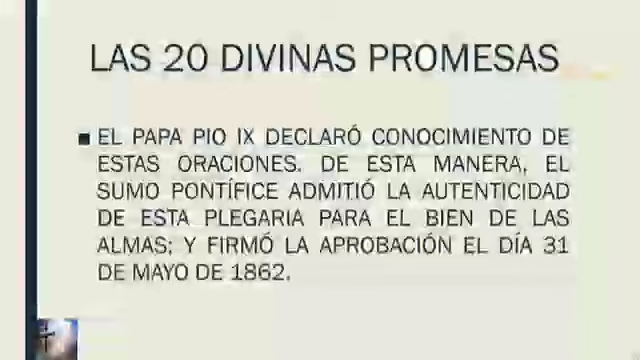 LAS 20 DIVINAS PROMESAS
■ EL PAPA PIO IX DECLARÓ CONOCIMIENTO DE
ESTAS ORACIONES. DE ESTA MANERA, EL
SUMO PONTÍFICE ADMITIÓ LA AUTENTICIDAD
DE ESTA PLEGARIA PARA EL BIEN DE LAS
ALMAS; Y FIRMÓ LA APROBACIÓN EL DÍA 31
DE MAYO DE 1862.